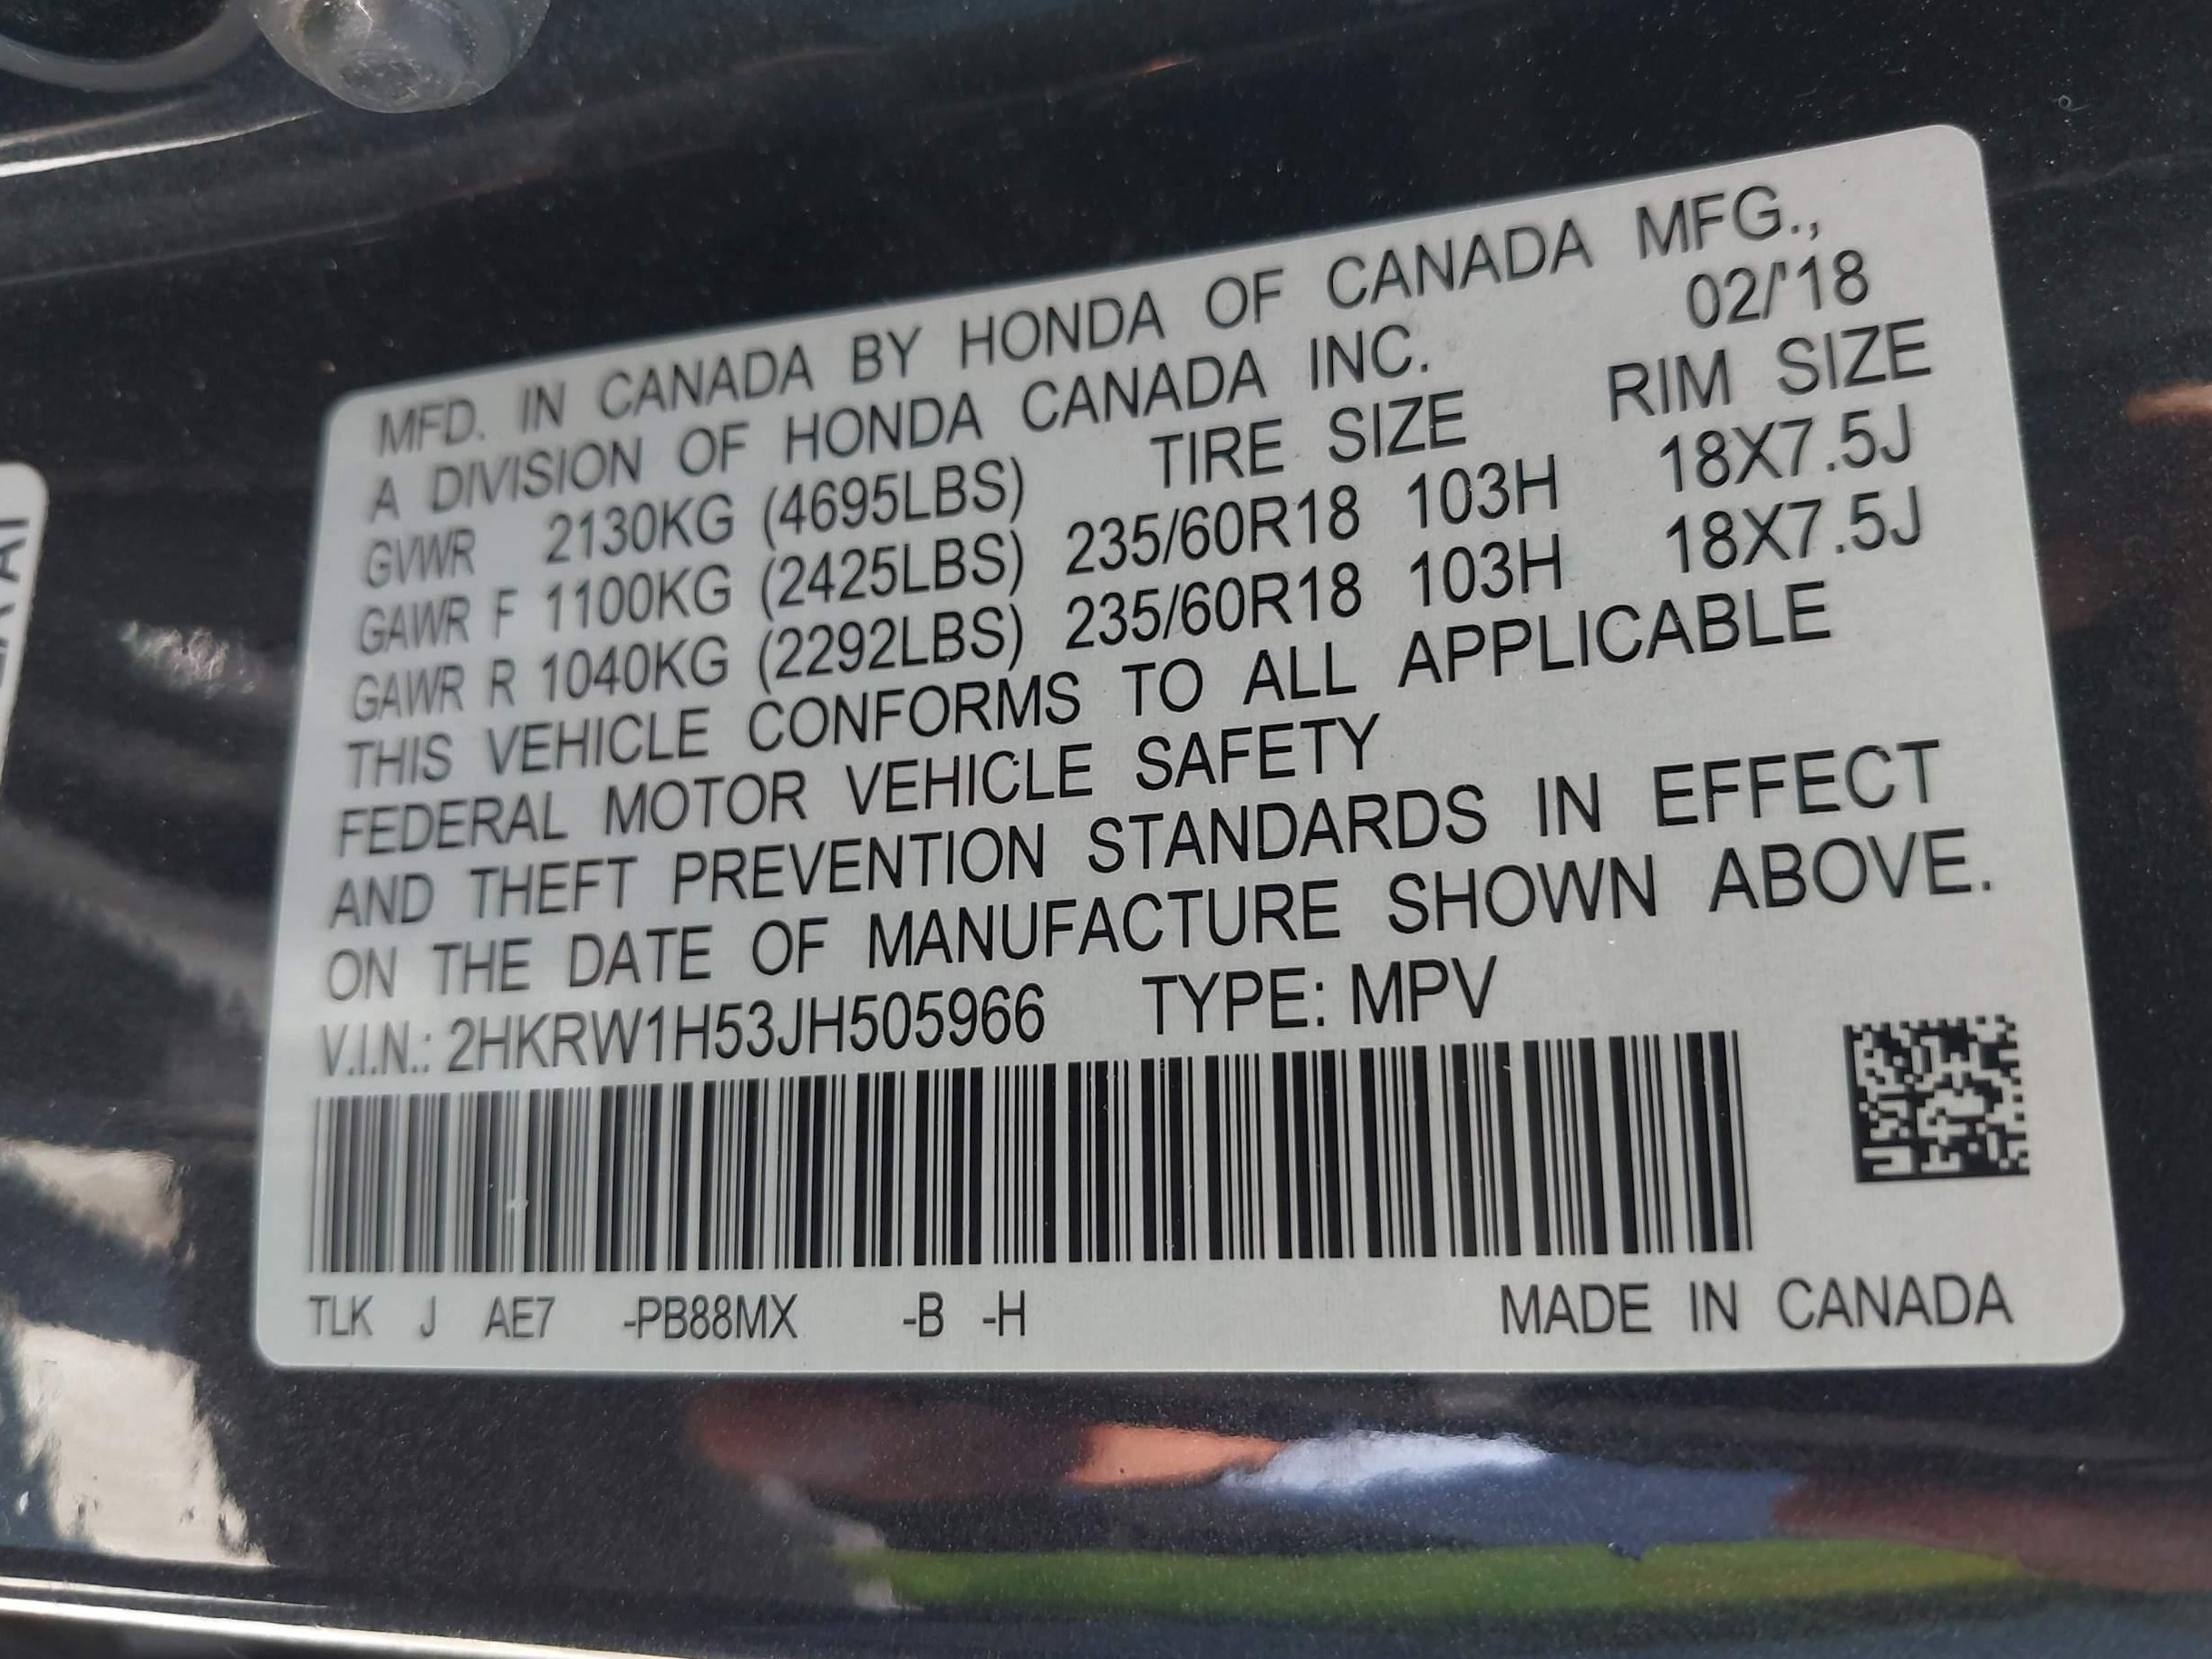 MFD. IN CANADA BY HONDA OF CANADA MFG.,
A DIVISION OF HONDA CANADA INC. 02/'18
GVWR 2130KG (4695LBS) TIRE SIZE RIM SIZE
GAWR F 1100KG (2425LBS) 235/60R18 103H 18X7.5J
GAWR R 1040KG (2292LBS) 235/60R18 103H 18X7.5J
THIS VEHICLE CONFORMS TO ALL APPLICABLE
FEDERAL MOTOR VEHICLE SAFETY
AND THEFT PREVENTION STANDARDS IN EFFECT
ON THE DATE OF MANUFACTURE SHOWN ABOVE.
V.I.N.: 2HKRW1H53JH505966 TYPE: MPV
TLK J AE7 -PB88MX -B -H MADE IN CANADA